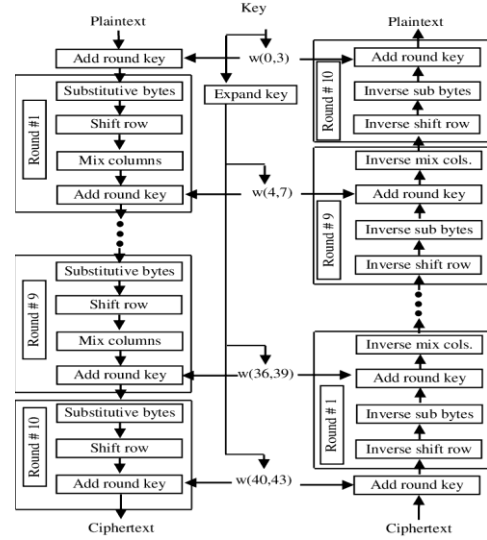 Plaintext
Add round key
Round #1
Substitutive bytes
Shift row
Mix columns
Add round key
Round # 9
Substitutive bytes
Shift row
Mix columns
Add round key
Round # 10
Substitutive bytes
Shift row
Add round key
Ciphertext
Key
w(0,3)
Expand key
w(4,7)
w(36,39)
w(40,43)
Plaintext
Round # 10
Add round key
Inverse sub bytes
Inverse shift row
Round # 9
Inverse mix cols.
Add round key
Inverse sub bytes
Inverse shift row
Round # 1
Inverse mix cols.
Add round key
Inverse sub bytes
Inverse shift row
Add round key
Ciphertext